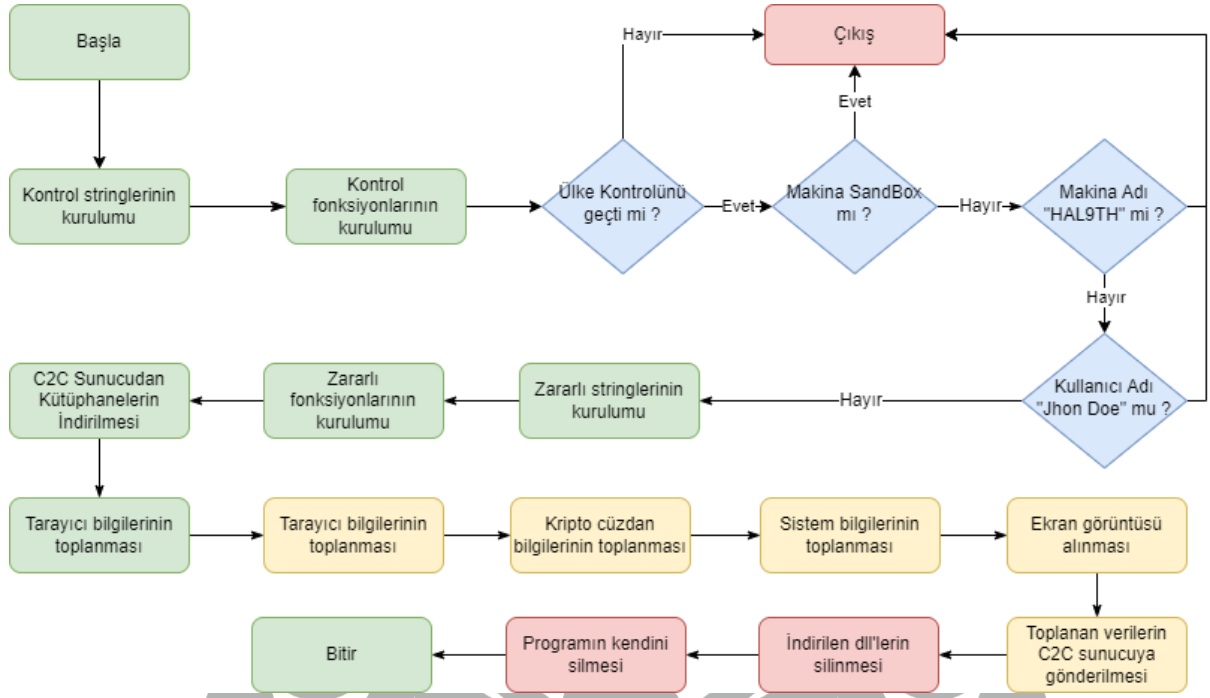 Başla
Hayır
Çıkış
Evet
Kontrol stringlerinin
kurulumu
Kontrol
fonksiyonlarının
kurulumu
Ülke Kontrolünü
geçti mi ?
Evet
Makina SandBox
mı ?
Hayır
Makina Adı
"HAL9TH" mi ?
Hayır
C2C Sunucudan
Kütüphanelerin
İndirilmesi
Zararlı
fonksiyonlarının
kurulumu
Zararlı stringlerinin
kurulumu
Hayır
Kullanıcı Adı
"Jhon Doe" mu ?
Tarayıcı bilgilerinin
toplanması
Tarayıcı bilgilerinin
toplanması
Kripto cüzdan
bilgilerinin toplanması
Sistem bilgilerinin
toplanması
Ekran görüntüsü
alınması
Bitir
Programın kendini
silmesi
İndirilen dll'lerin
silinmesi
Toplanan verilerin
C2C sunucuya
gönderilmesi